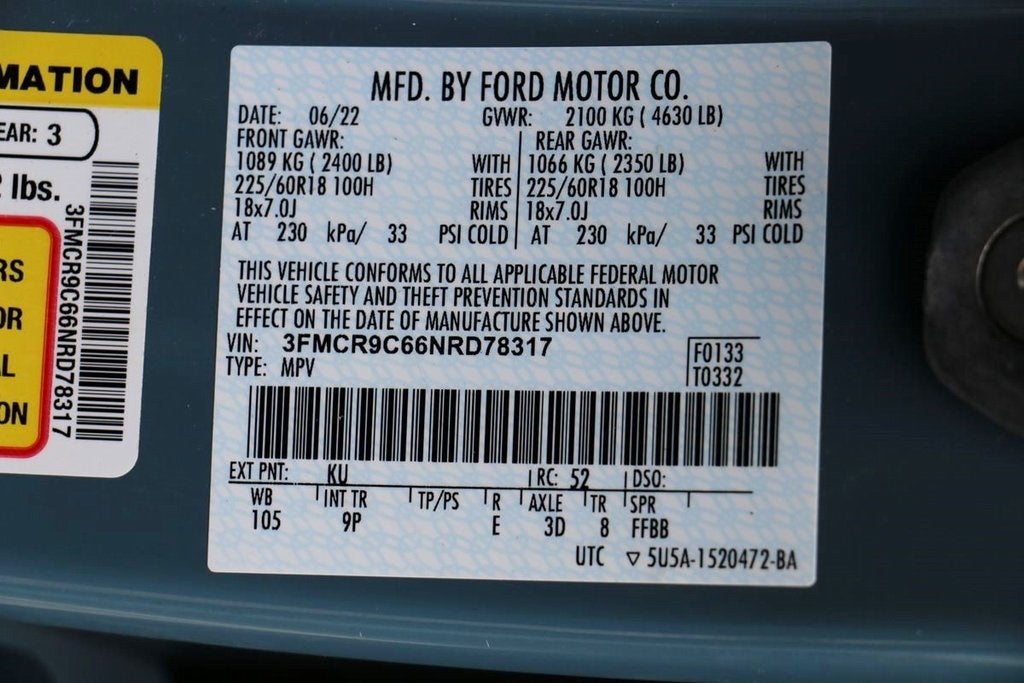 MATION
EAR: 3
lbs.
3FMCR9C66NRD78317
RS
OR
L
ON
MFD. BY FORD MOTOR CO.
DATE: 06/22 GVWR: 2100 KG ( 4630 LB)
FRONT GAWR: REAR GAWR:
1089 KG ( 2400 LB) WITH 1066 KG ( 2350 LB) WITH
225/60R18 100H TIRES 225/60R18 100H TIRES
18x7.0J RIMS 18x7.0J RIMS
AT 230 kPa/ 33 PSI COLD AT 230 kPa/ 33 PSI COLD
THIS VEHICLE CONFORMS TO ALL APPLICABLE FEDERAL MOTOR
VEHICLE SAFETY AND THEFT PREVENTION STANDARDS IN
EFFECT ON THE DATE OF MANUFACTURE SHOWN ABOVE.
VIN: 3FMCR9C66NRD78317
TYPE: MPV
F0133
T0332
EXT PNT: KU RC: 52 DSO:
WB INT TR TP/PS R AXLE TR SPR
105 9P E 3D 8 FFBB
UTC ▽ 5U5A-1520472-BA